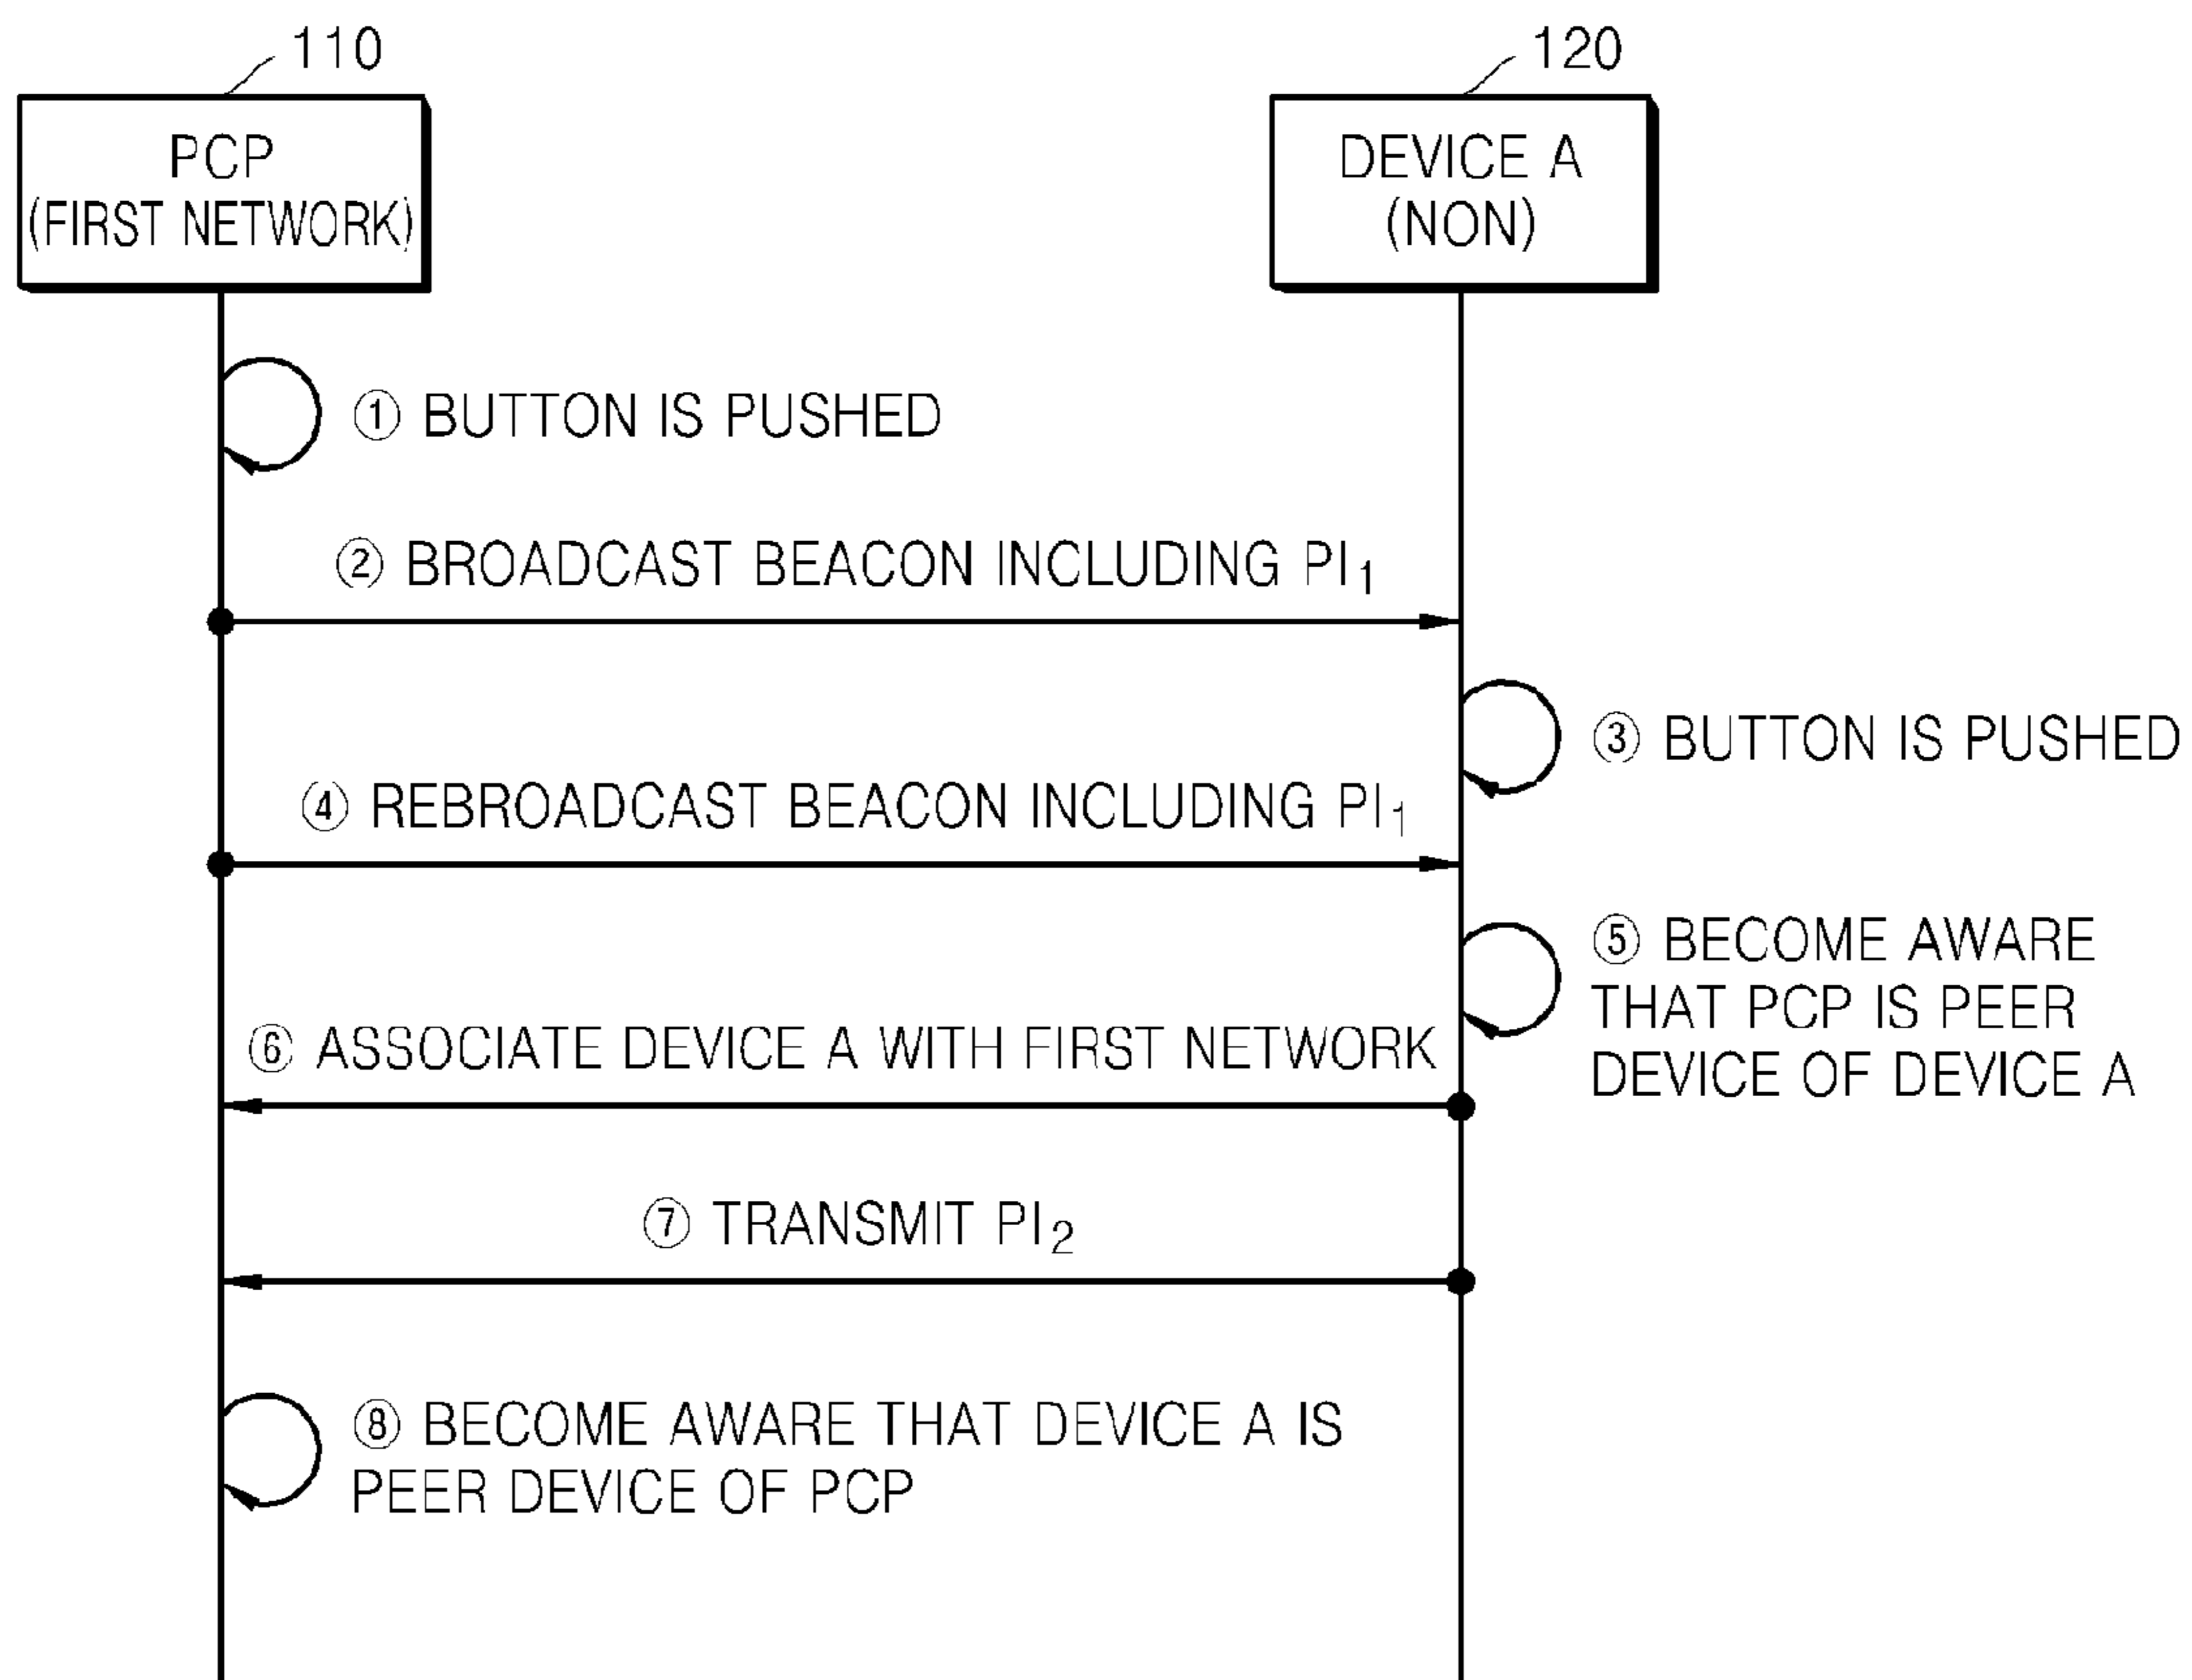 110
120
PCP
(FIRST NETWORK)
DEVICE A
(NON)
① BUTTON IS PUSHED
② BROADCAST BEACON INCLUDING PI1
③ BUTTON IS PUSHED
④ REBROADCAST BEACON INCLUDING PI1
⑤ BECOME AWARE
THAT PCP IS PEER
DEVICE OF DEVICE A
⑥ ASSOCIATE DEVICE A WITH FIRST NETWORK
⑦ TRANSMIT PI2
⑧ BECOME AWARE THAT DEVICE A IS
PEER DEVICE OF PCP